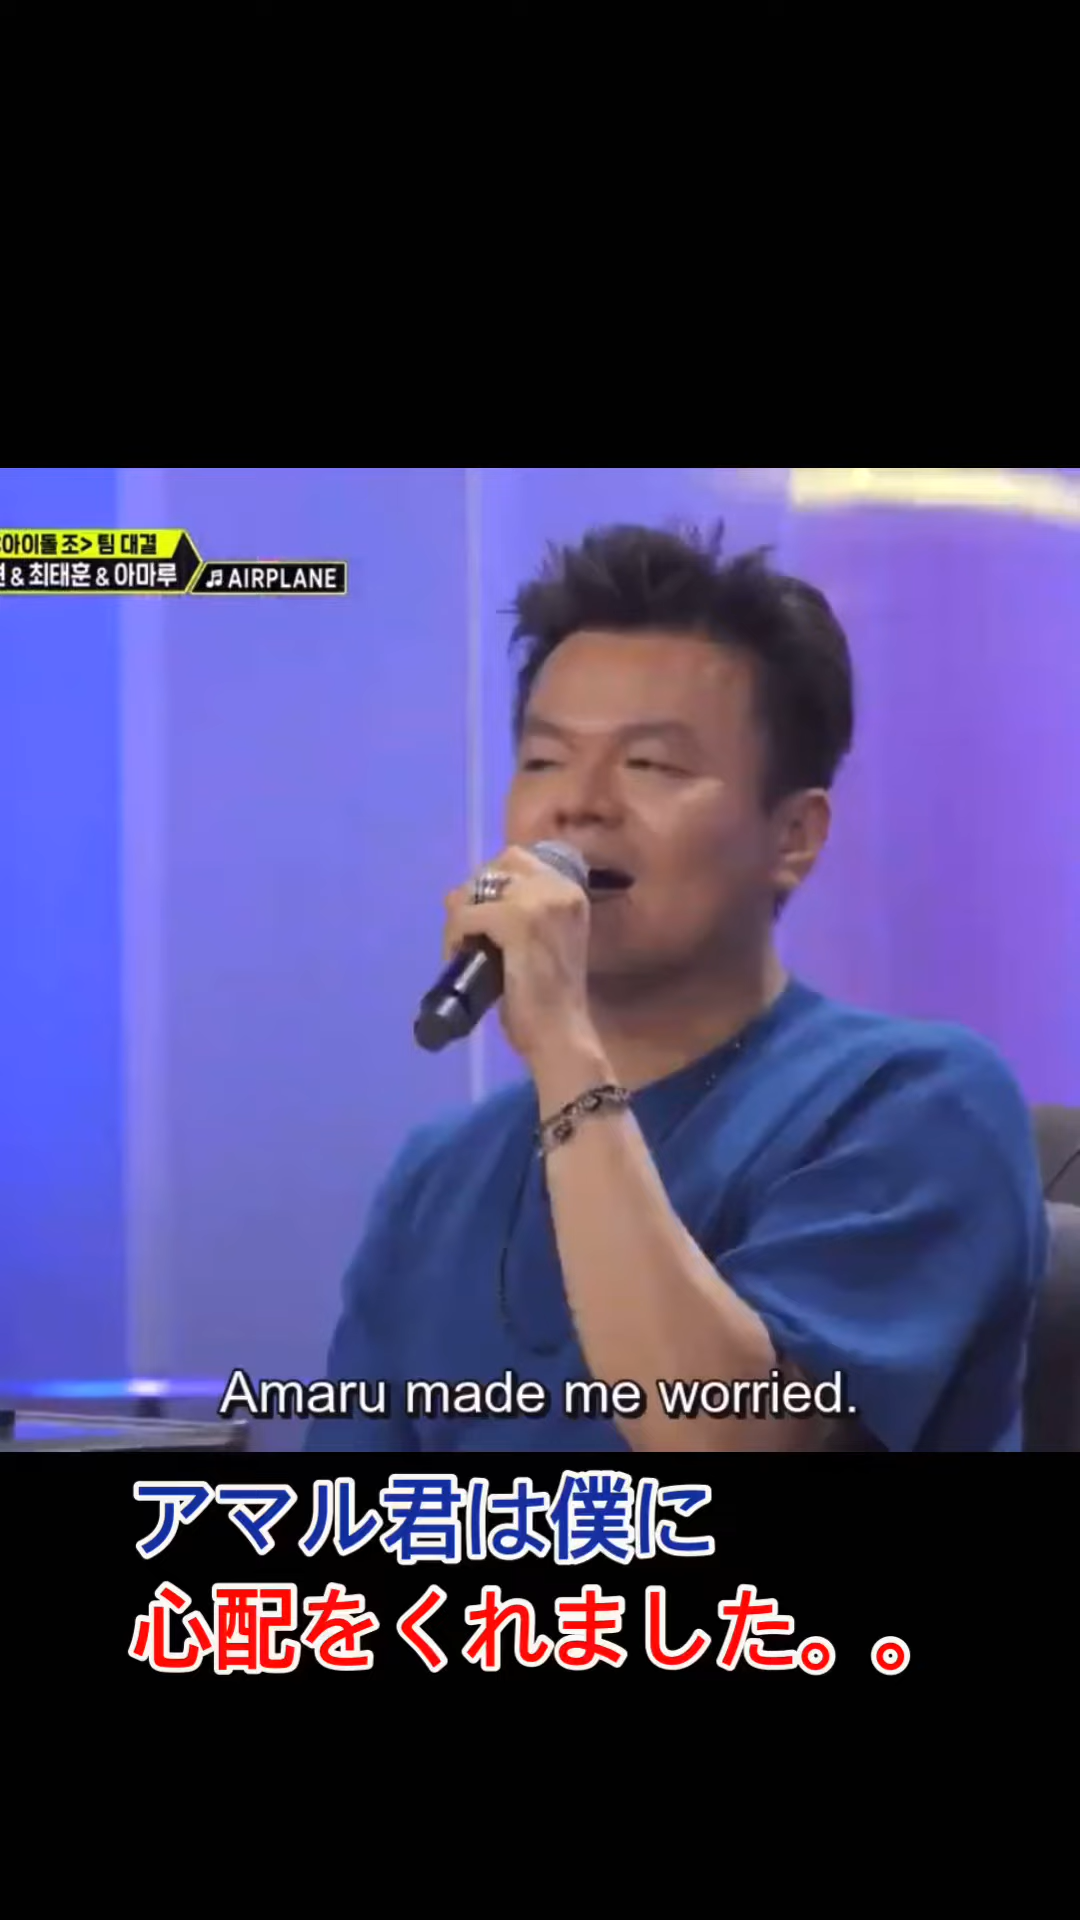 <아이돌 조> 팀 대결
& 최태훈 & 아마루
♬ AIRPLANE
Amaru made me worried.
アマル君は僕に
心配をくれました。。